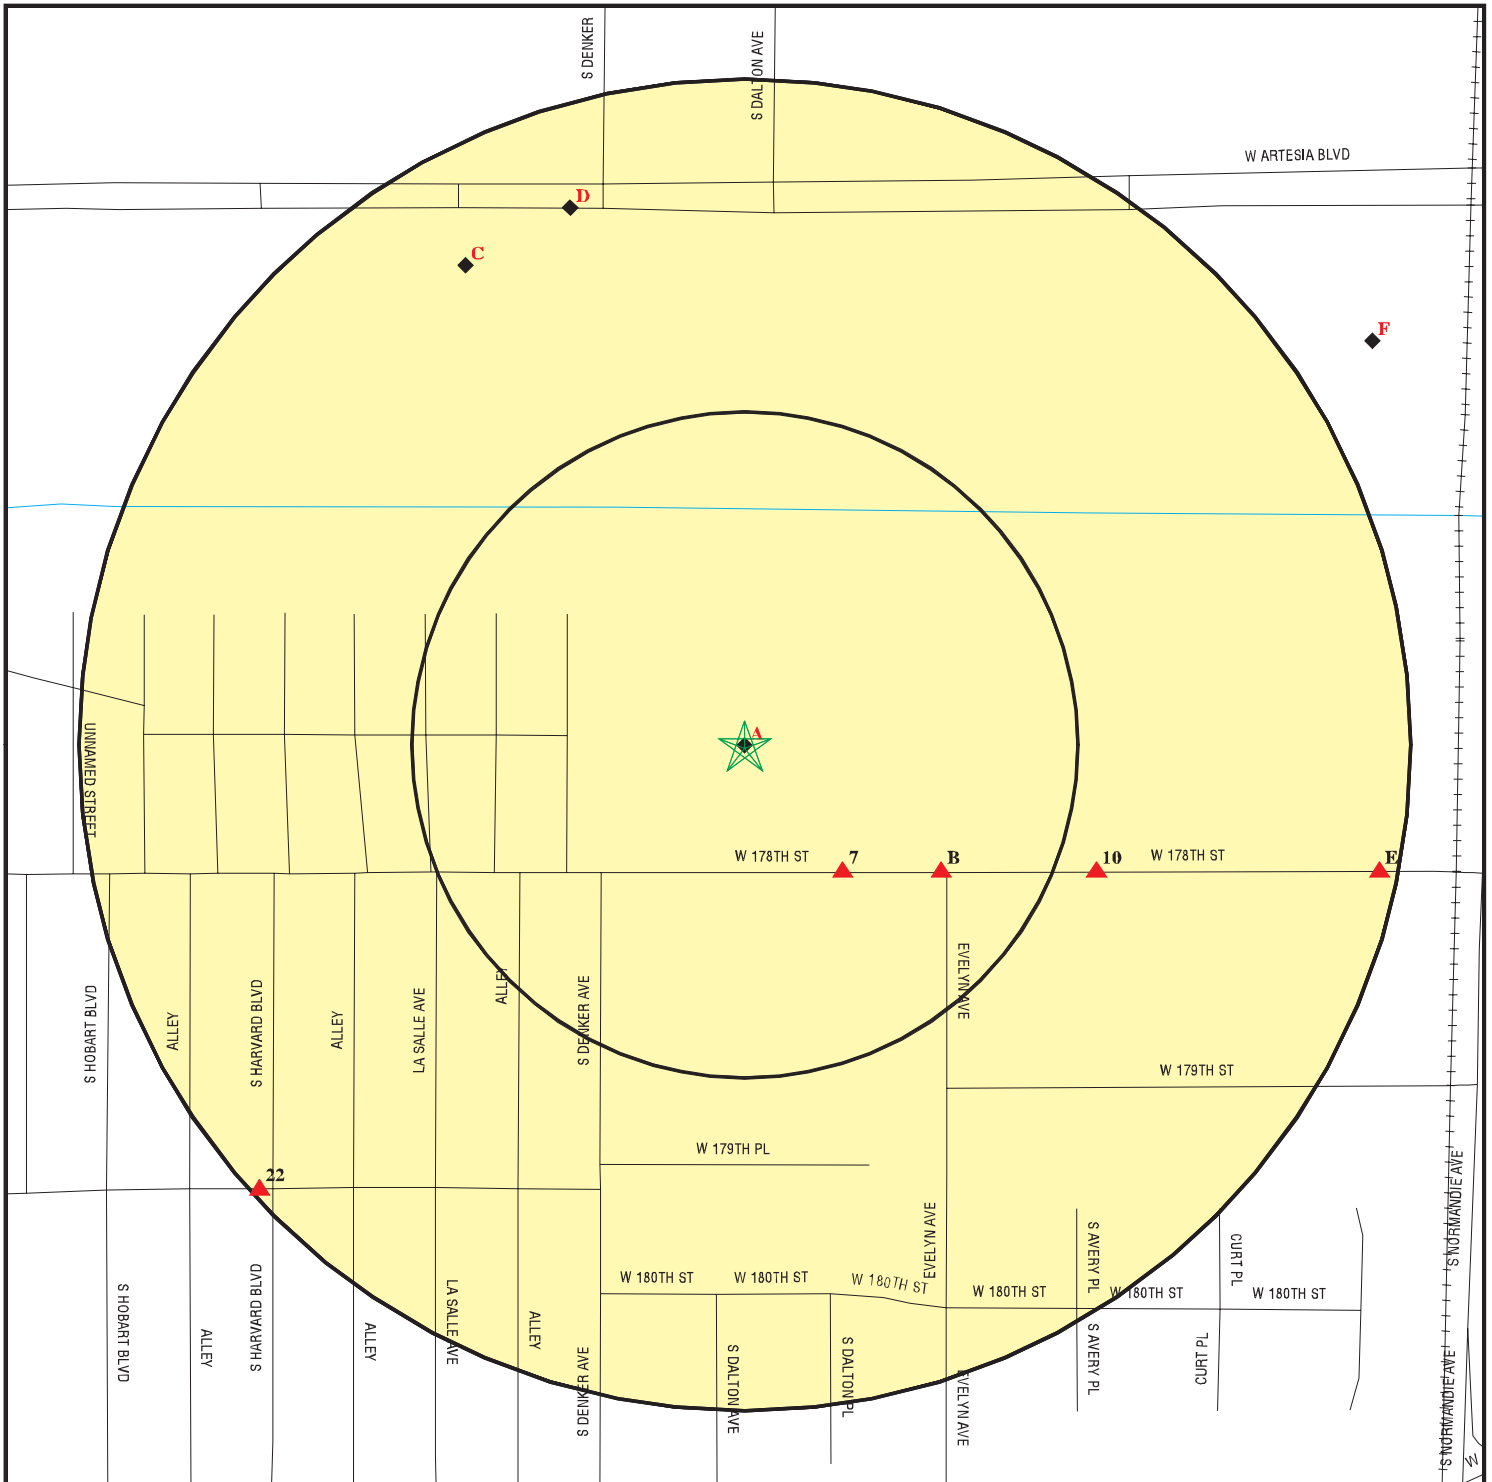 S DENKER
S DALTON AVE
W ARTESIA BLVD
D
C
F
UNNAMED STREET
A
W 178TH ST
7
B
10
W 178TH ST
E
EVELYN AVE
S HOBART BLVD
ALLEY
S HARVARD BLVD
ALLEY
LA SALLE AVE
ALLEY
S DENKER AVE
W 179TH ST
W 179TH PL
22
S NORMANDIE AVE
EVELYN AVE
S AVERY PL
CURT PL
W 180TH ST
W 180TH ST
W 180TH ST
W 180TH ST
W 180TH ST
W 180TH ST
S HOBART BLVD
ALLEY
S HARVARD BLVD
ALLEY
LA SALLE AVE
ALLEY
S DENKER AVE
S DALTON AVE
S DALTON PL
EVELYN AVE
S AVERY PL
CURT PL
S NORMANDIE AVE
W